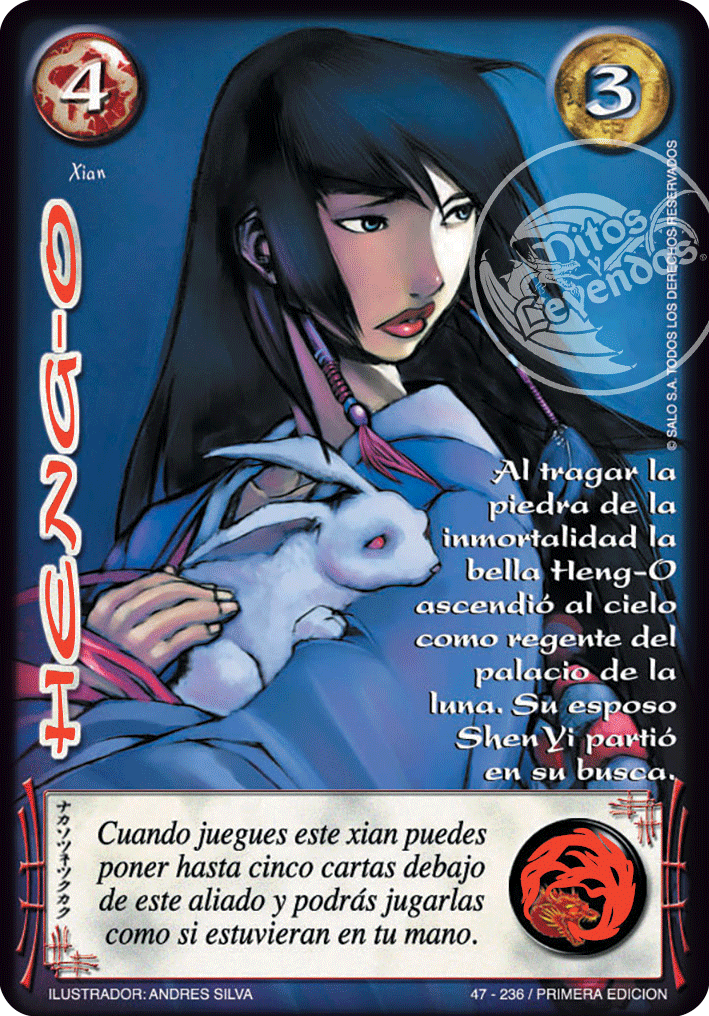 4
3
Xian
HENG-O
Mitos
y
Leyendas®
© SALO S.A. TODOS LOS DERECHOS RESERVADOS
Al tragar la
piedra de la
inmortalidad la
bella Heng-O
ascendió al cielo
como regente del
palacio de la
luna. Su esposo
Shen Yi partió
en su busca.
ナカソツネツクカク
Cuando juegues este xian puedes
poner hasta cinco cartas debajo
de este aliado y podrás jugarlas
como si estuvieran en tu mano.
ILUSTRADOR: ANDRES SILVA
47 - 236 / PRIMERA EDICION